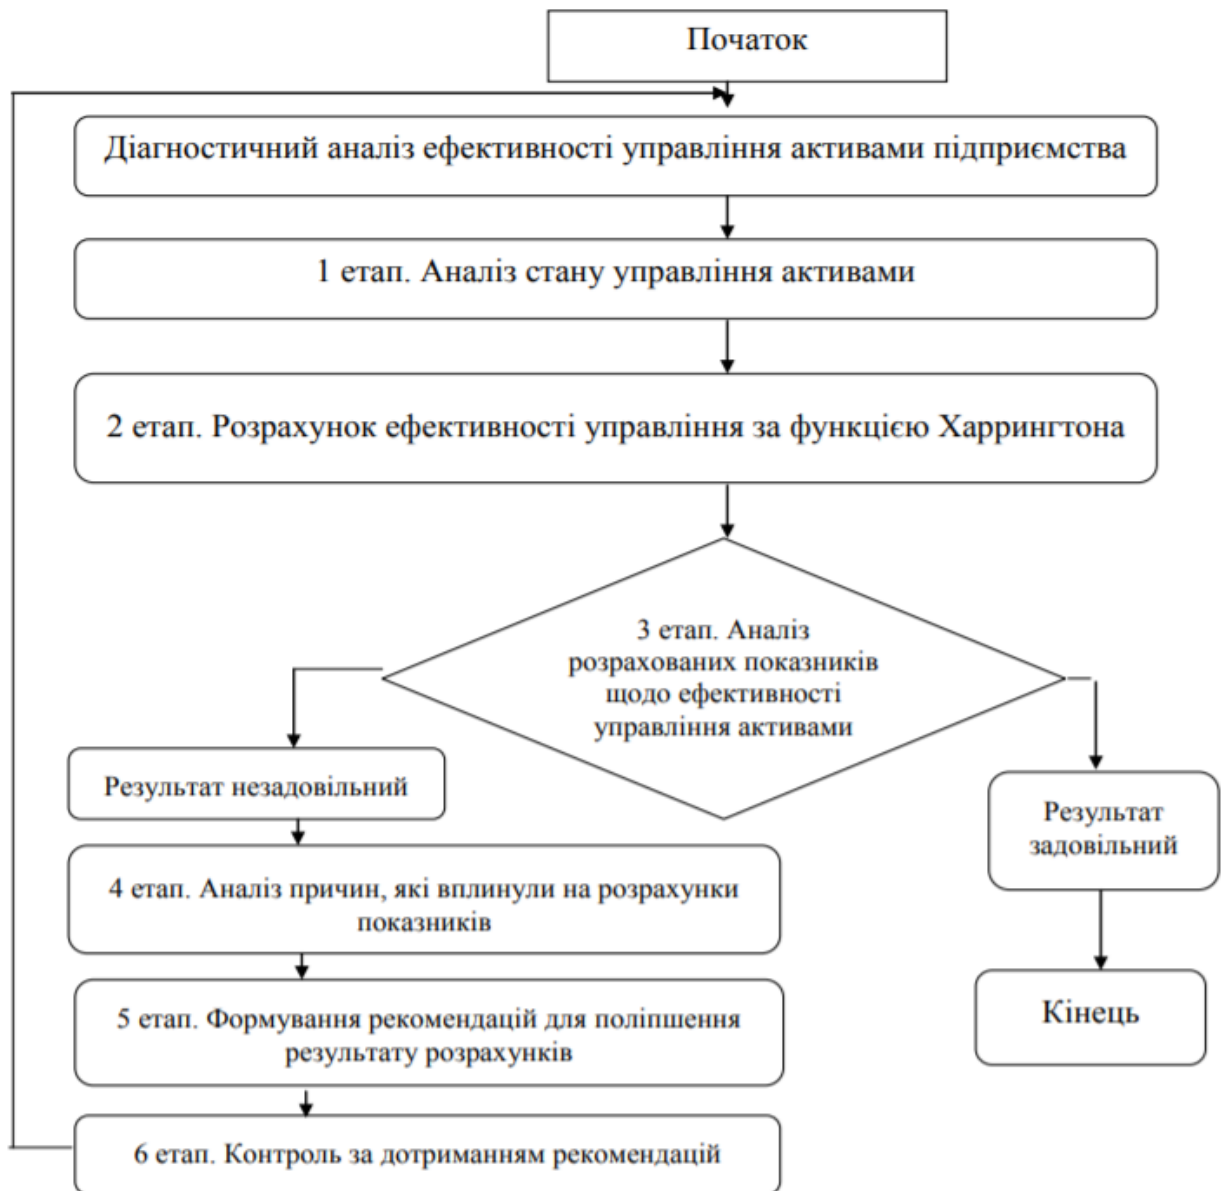 Початок
Діагностичний аналіз ефективності управління активами підприємства
1 етап. Аналіз стану управління активами
2 етап. Розрахунок ефективності управління за функцією Харрингтона
3 етап. Аналіз
розрахованих показників
щодо ефективності
управління активами
Результат незадовільний
Результат
задовільний
4 етап. Аналіз причин, які вплинули на розрахунки
показників
5 етап. Формування рекомендацій для поліпшення
результату розрахунків
Кінець
6 етап. Контроль за дотриманням рекомендацій